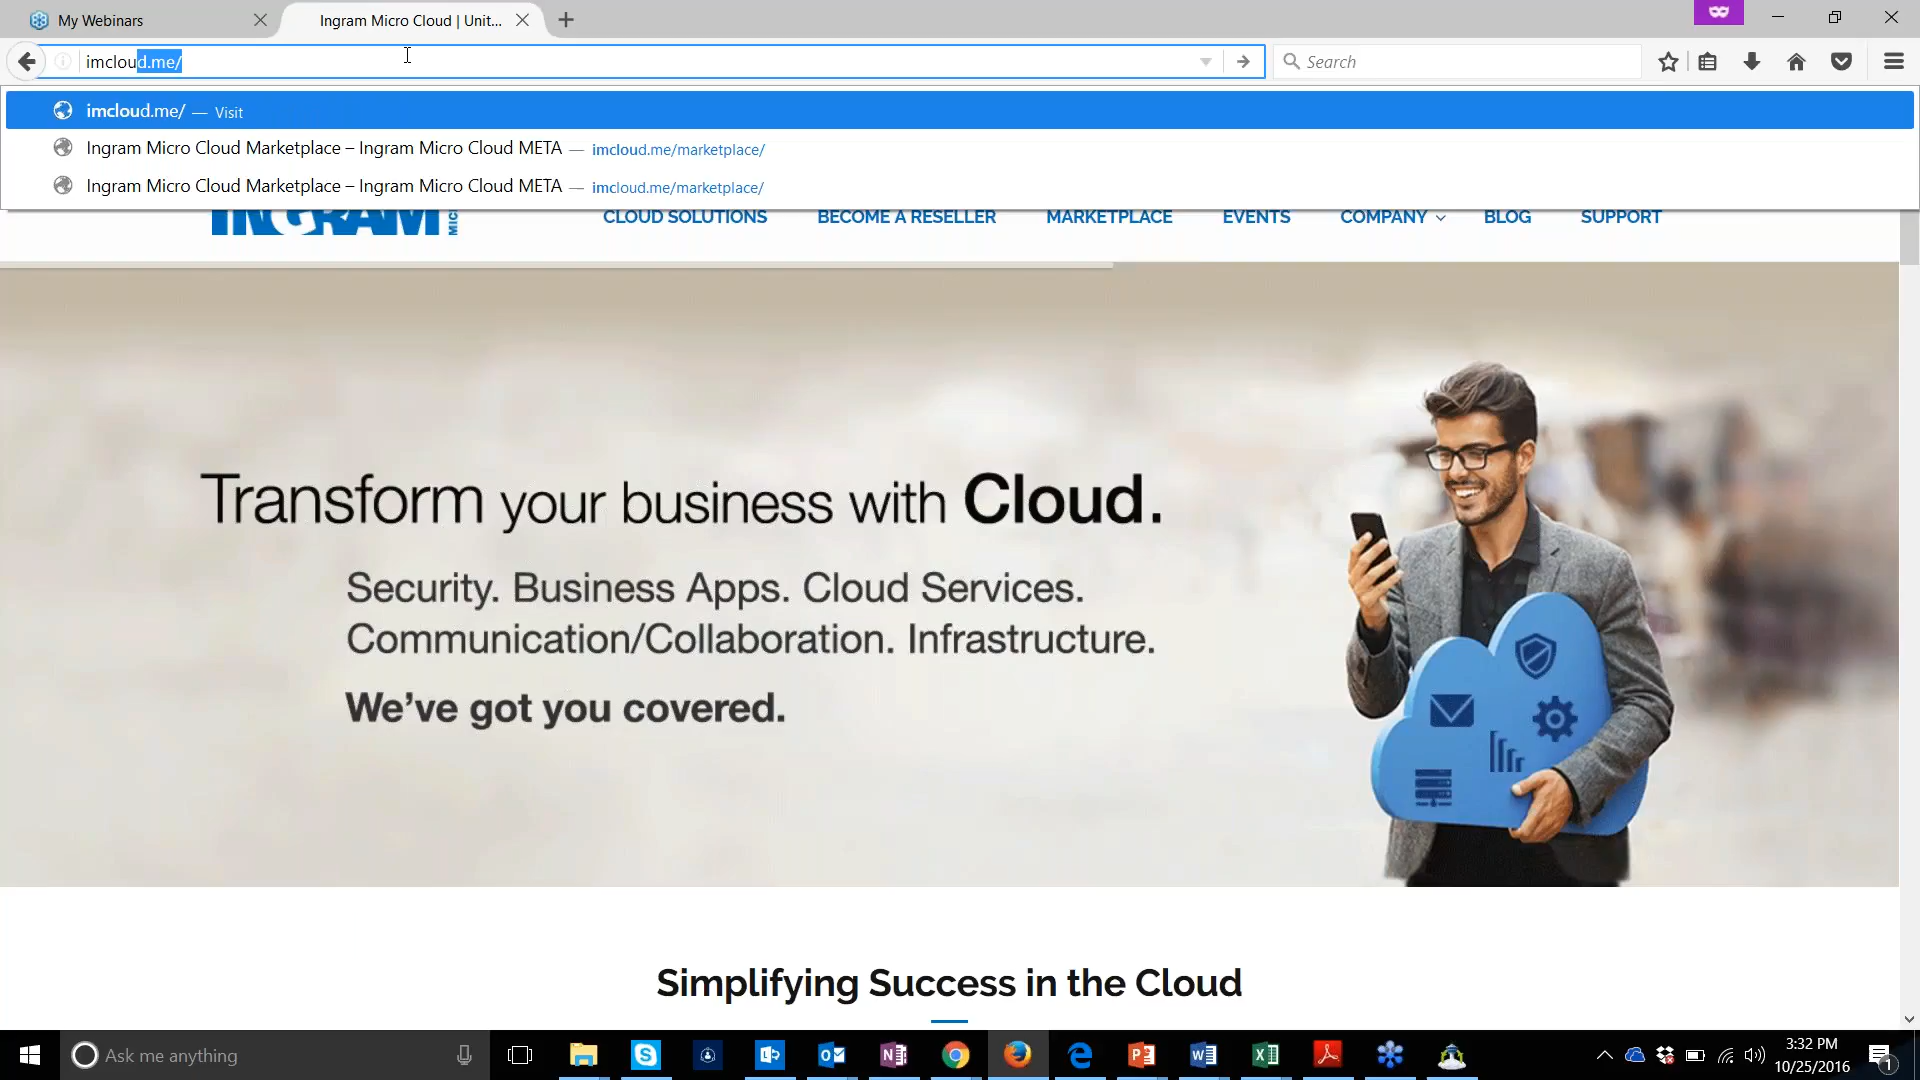 My Webinars
Ingram Micro Cloud | Unit...
imcloud.me/
Search
imcloud.me/ — Visit
Ingram Micro Cloud Marketplace – Ingram Micro Cloud META — imcloud.me/marketplace/
Ingram Micro Cloud Marketplace – Ingram Micro Cloud META — imcloud.me/marketplace/
INGRAM MICRO
CLOUD SOLUTIONS BECOME A RESELLER MARKETPLACE EVENTS COMPANY BLOG SUPPORT
Transform your business with Cloud.
Security. Business Apps. Cloud Services.
Communication/Collaboration. Infrastructure.
We've got you covered.
Simplifying Success in the Cloud
Ask me anything
3:32 PM
10/25/2016
1